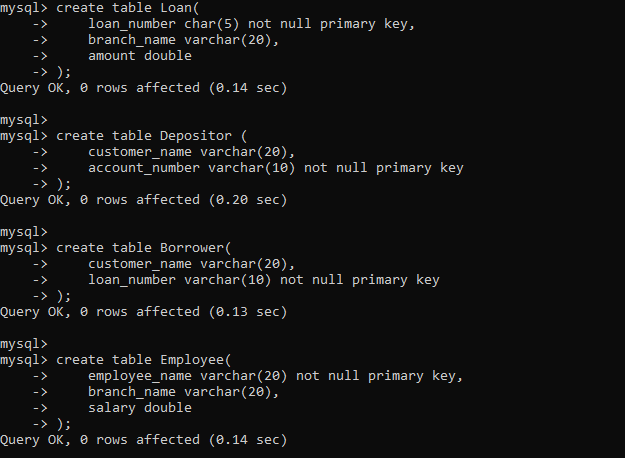 mysql> create table Loan(
    ->     loan_number char(5) not null primary key,
    ->     branch_name varchar(20),
    ->     amount double
    -> );
Query OK, 0 rows affected (0.14 sec)

mysql>
mysql> create table Depositor (
    ->     customer_name varchar(20),
    ->     account_number varchar(10) not null primary key
    -> );
Query OK, 0 rows affected (0.20 sec)

mysql>
mysql> create table Borrower(
    ->     customer_name varchar(20),
    ->     loan_number varchar(10) not null primary key
    -> );
Query OK, 0 rows affected (0.13 sec)

mysql>
mysql> create table Employee(
    ->     employee_name varchar(20) not null primary key,
    ->     branch_name varchar(20),
    ->     salary double
    -> );
Query OK, 0 rows affected (0.14 sec)